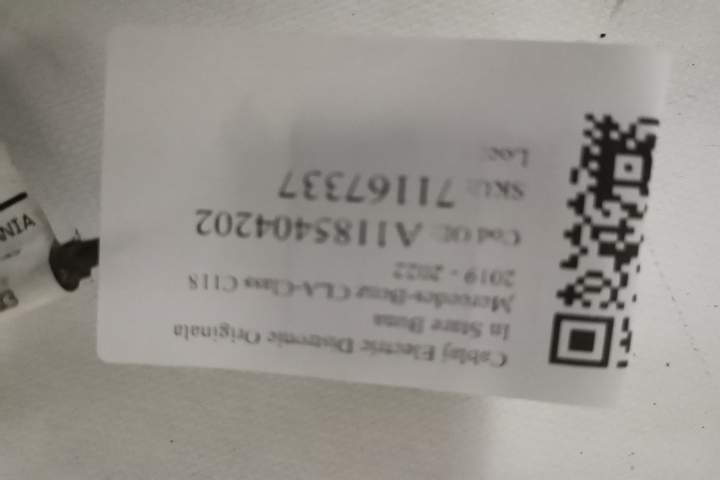 Cablaj Electric Distronic Originala
In Stare Buna
Mercedes-Benz CLA-Class C118
2019 - 2022
Cod OE: A1185404202
SKU: 71167337
Loc: